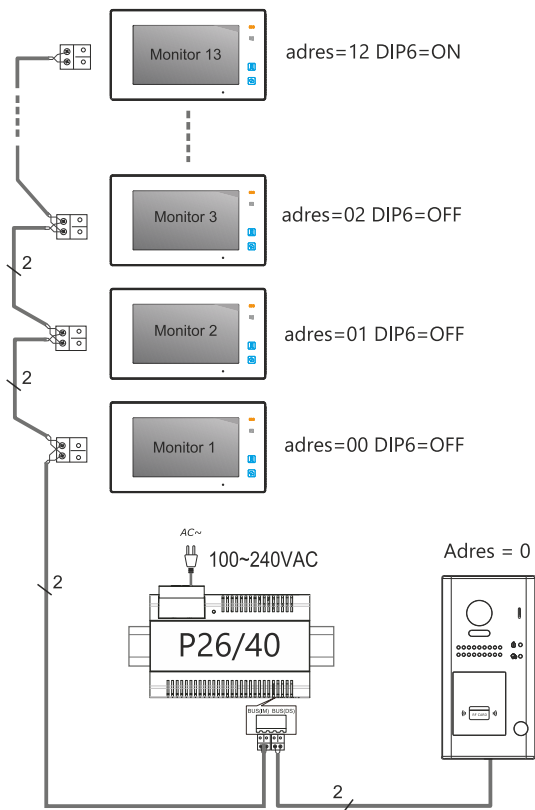 Monitor 13
adres=12 DIP6=ON
Monitor 3
adres=02 DIP6=OFF
2
Monitor 2
adres=01 DIP6=OFF
2
Monitor 1
adres=00 DIP6=OFF
AC~
100~240VAC
Adres = 0
2
P26/40
BUS(IM) BUS(DS)
2